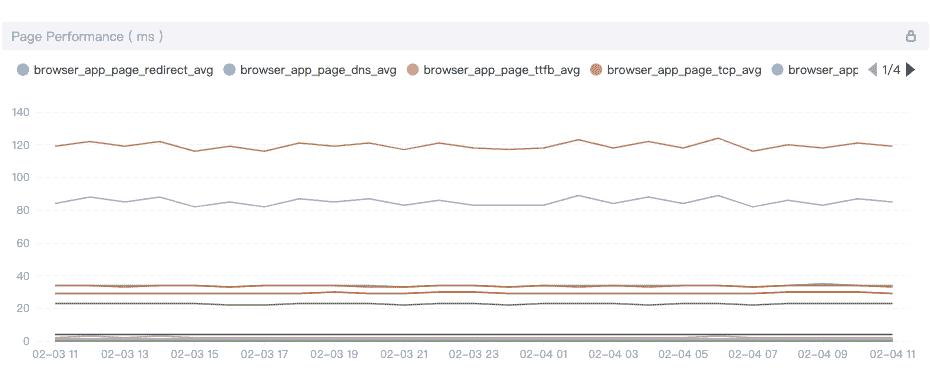 Page Performance ( ms )
browser_app_page_redirect_avg browser_app_page_dns_avg browser_app_page_ttfb_avg browser_app_page_tcp_avg browser_app 1/4
140
120
100
80
60
40
20
0
02-03 11 02-03 13 02-03 15 02-03 17 02-03 19 02-03 21 02-03 23 02-04 01 02-04 03 02-04 05 02-04 07 02-04 09 02-04 11